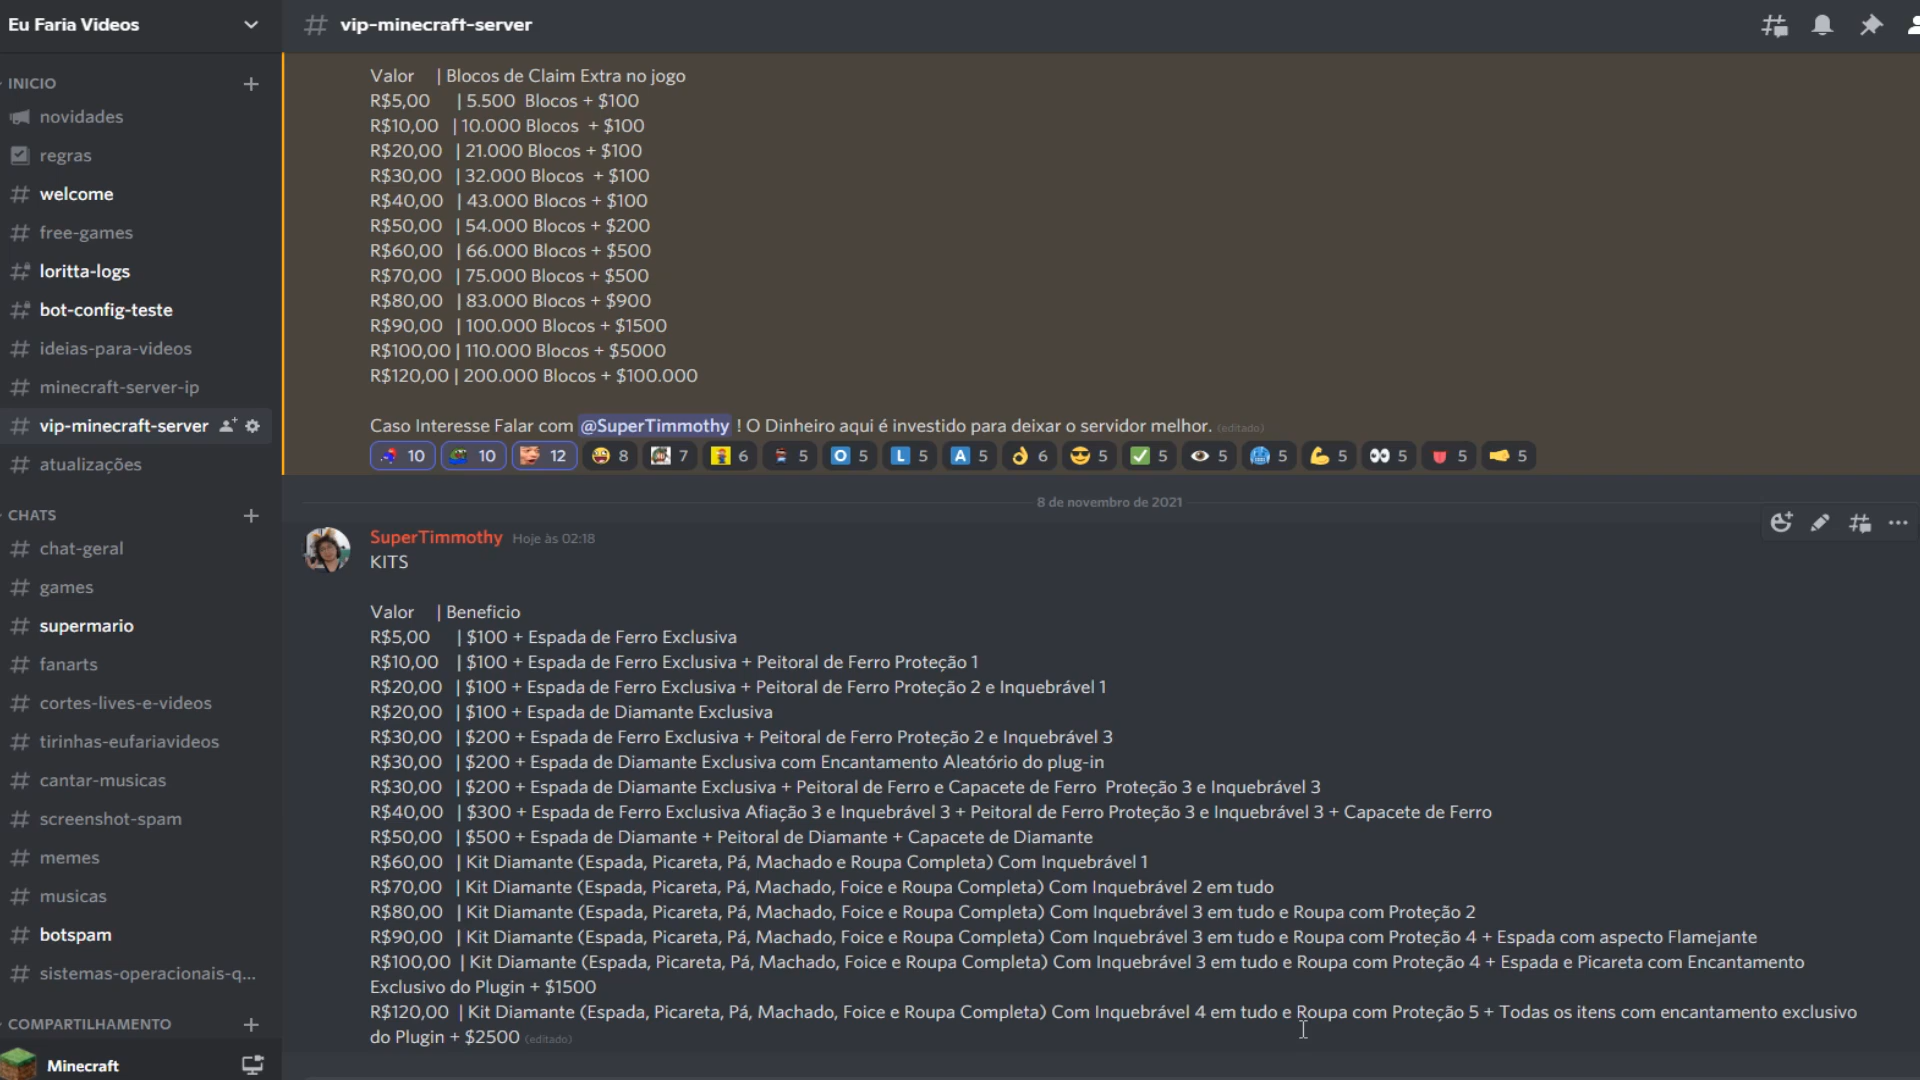 Eu Faria Videos
INICIO
novidades
regras
welcome
free-games
loritta-logs
bot-config-teste
ideias-para-videos
minecraft-server-ip
vip-minecraft-server
atualizações
CHATS
chat-geral
games
supermario
fanarts
cortes-lives-e-videos
tirinhas-eufariavideos
cantar-musicas
screenshot-spam
memes
musicas
botspam
sistemas-operacionais-q...
COMPARTILHAMENTO
Minecraft
vip-minecraft-server
Valor | Blocos de Claim Extra no jogo
R$5,00 | 5.500 Blocos + $100
R$10,00 | 10.000 Blocos + $100
R$20,00 | 21.000 Blocos + $100
R$30,00 | 32.000 Blocos + $100
R$40,00 | 43.000 Blocos + $100
R$50,00 | 54.000 Blocos + $200
R$60,00 | 66.000 Blocos + $500
R$70,00 | 75.000 Blocos + $500
R$80,00 | 83.000 Blocos + $900
R$90,00 | 100.000 Blocos + $1500
R$100,00 | 110.000 Blocos + $5000
R$120,00 | 200.000 Blocos + $100.000
Caso Interesse Falar com @SuperTimmothy ! O Dinheiro aqui é investido para deixar o servidor melhor. (editado)
10 10 12 8 7 6 5 O 5 L 5 A 5 6 5 5 5 5 5 5 5 5
8 de novembro de 2021
SuperTimmothy Hoje às 02:18
KITS
Valor | Beneficio
R$5,00 | $100 + Espada de Ferro Exclusiva
R$10,00 | $100 + Espada de Ferro Exclusiva + Peitoral de Ferro Proteção 1
R$20,00 | $100 + Espada de Ferro Exclusiva + Peitoral de Ferro Proteção 2 e Inquebrável 1
R$20,00 | $100 + Espada de Diamante Exclusiva
R$30,00 | $200 + Espada de Ferro Exclusiva + Peitoral de Ferro Proteção 2 e Inquebrável 3
R$30,00 | $200 + Espada de Diamante Exclusiva com Encantamento Aleatório do plug-in
R$30,00 | $200 + Espada de Diamante Exclusiva + Peitoral de Ferro e Capacete de Ferro Proteção 3 e Inquebrável 3
R$40,00 | $300 + Espada de Ferro Exclusiva Afiação 3 e Inquebrável 3 + Peitoral de Ferro Proteção 3 e Inquebrável 3 + Capacete de Ferro
R$50,00 | $500 + Espada de Diamante + Peitoral de Diamante + Capacete de Diamante
R$60,00 | Kit Diamante (Espada, Picareta, Pá, Machado e Roupa Completa) Com Inquebrável 1
R$70,00 | Kit Diamante (Espada, Picareta, Pá, Machado, Foice e Roupa Completa) Com Inquebrável 2 em tudo
R$80,00 | Kit Diamante (Espada, Picareta, Pá, Machado, Foice e Roupa Completa) Com Inquebrável 3 em tudo e Roupa com Proteção 2
R$90,00 | Kit Diamante (Espada, Picareta, Pá, Machado, Foice e Roupa Completa) Com Inquebrável 3 em tudo e Roupa com Proteção 4 + Espada com aspecto Flamejante
R$100,00 | Kit Diamante (Espada, Picareta, Pá, Machado, Foice e Roupa Completa) Com Inquebrável 3 em tudo e Roupa com Proteção 4 + Espada e Picareta com Encantamento
Exclusivo do Plugin + $1500
R$120,00 | Kit Diamante (Espada, Picareta, Pá, Machado, Foice e Roupa Completa) Com Inquebrável 4 em tudo e Roupa com Proteção 5 + Todas os itens com encantamento exclusivo
do Plugin + $2500 (editado)